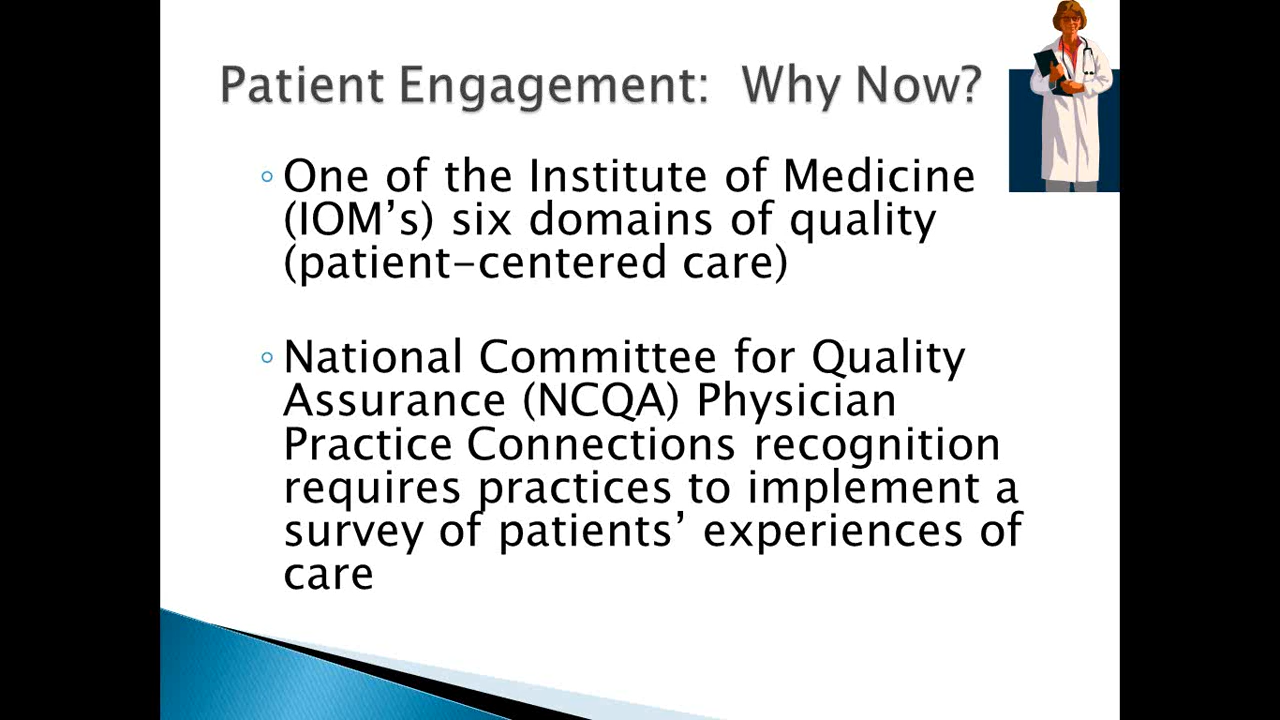 Patient Engagement: Why Now?
◦ One of the Institute of Medicine
(IOM’s) six domains of quality
(patient-centered care)
◦ National Committee for Quality
Assurance (NCQA) Physician
Practice Connections recognition
requires practices to implement a
survey of patients’ experiences of
care